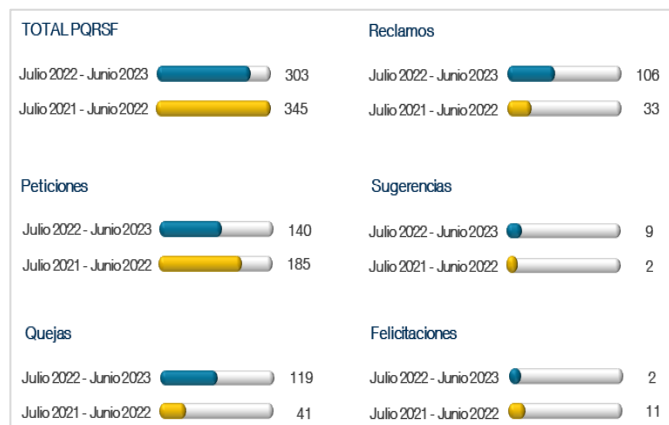 TOTAL PQRSF
Julio 2022 - Junio 2023 303
Julio 2021 - Junio 2022 345
Peticiones
Julio 2022 - Junio 2023 140
Julio 2021 - Junio 2022 185
Quejas
Julio 2022 - Junio 2023 119
Julio 2021 - Junio 2022 41
Reclamos
Julio 2022 - Junio 2023 106
Julio 2021 - Junio 2022 33
Sugerencias
Julio 2022 - Junio 2023 9
Julio 2021 - Junio 2022 2
Felicitaciones
Julio 2022 - Junio 2023 2
Julio 2021 - Junio 2022 11